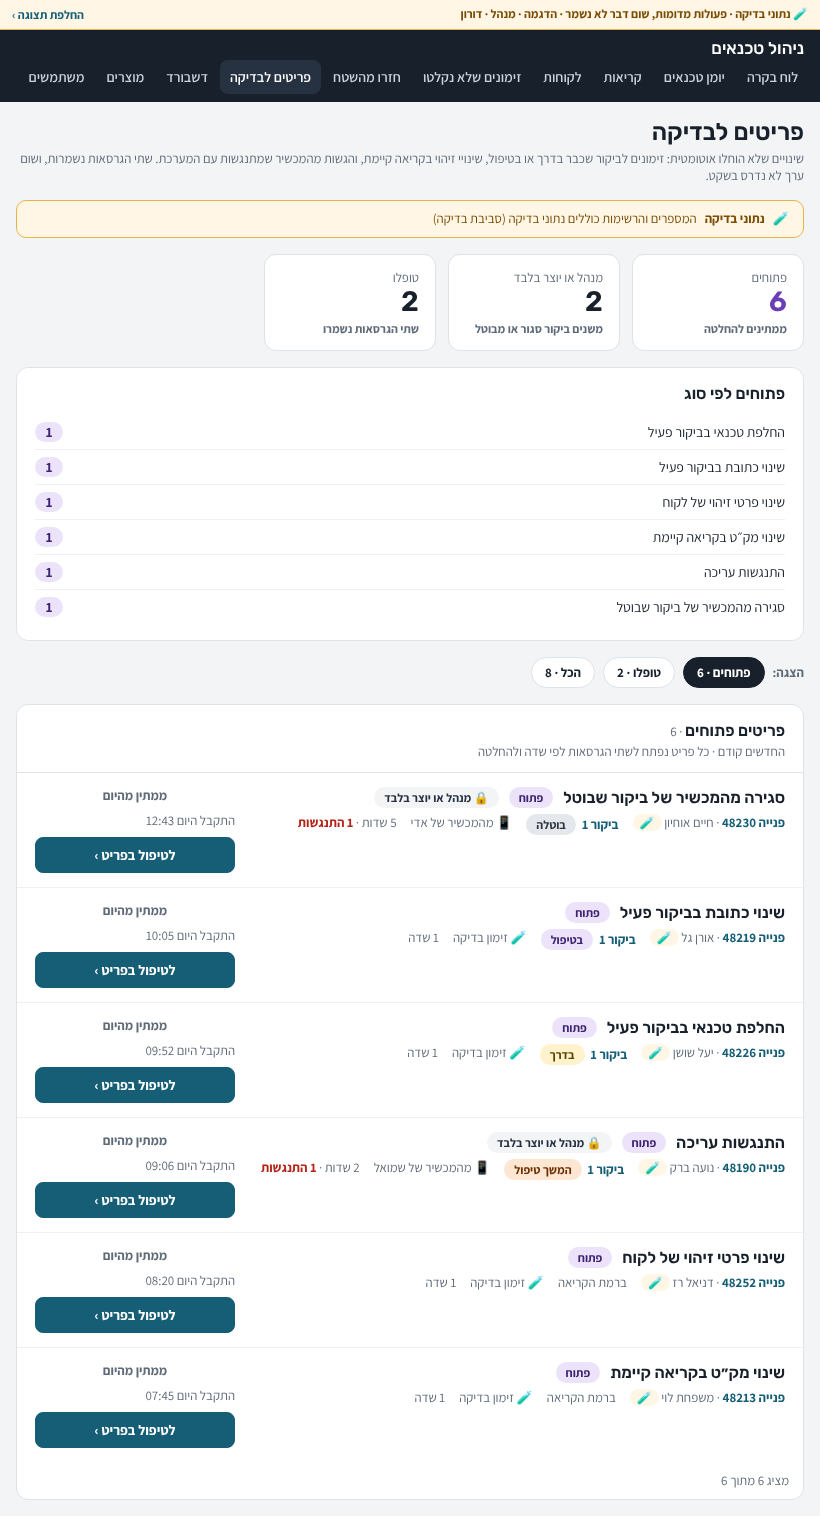 🧪 נתוני בדיקה · פעולות מדומות, שום דבר לא נשמר · הדגמה · מנהל · דורון
החלפת תצוגה ›
ניהול טכנאים
לוח בקרה
יומן טכנאים
קריאות
לקוחות
זימונים שלא נקלטו
חזרו מהשטח
פריטים לבדיקה
דשבורד
מוצרים
משתמשים
פריטים לבדיקה
שינויים שלא הוחלו אוטומטית: זימונים לביקור שכבר בדרך או בטיפול, שינויי זיהוי בקריאה קיימת, והגשות מהמכשיר שמתנגשות עם המערכת. שתי הגרסאות נשמרות, ושום
ערך לא נדרס בשקט.
🧪 נתוני בדיקה המספרים והרשימות כוללים נתוני בדיקה (סביבת בדיקה)
פתוחים
6
ממתינים להחלטה
מנהל או יוצר בלבד
2
משנים ביקור סגור או מבוטל
טופלו
2
שתי הגרסאות נשמרו
פתוחים לפי סוג
החלפת טכנאי בביקור פעיל 1
שינוי כתובת בביקור פעיל 1
שינוי פרטי זיהוי של לקוח 1
שינוי מק״ט בקריאה קיימת 1
התנגשות עריכה 1
סגירה מהמכשיר של ביקור שבוטל 1
הצגה: פתוחים · 6 טופלו · 2 הכל · 8
פריטים פתוחים · 6
החדשים קודם · כל פריט נפתח לשתי הגרסאות לפי שדה ולהחלטה
סגירה מהמכשיר של ביקור שבוטל פתוח 🔒 מנהל או יוצר בלבד
פנייה 48230 · חיים אוחיון 🧪 ביקור 1 בוטלה 📱 מהמכשיר של אדי 5 שדות · 1 התנגשות
ממתין מהיום
התקבל היום 12:43
לטיפול בפריט ›
שינוי כתובת בביקור פעיל פתוח
פנייה 48219 · אורן גל 🧪 ביקור 1 בטיפול 🧪 זימון בדיקה 1 שדה
ממתין מהיום
התקבל היום 10:05
לטיפול בפריט ›
החלפת טכנאי בביקור פעיל פתוח
פנייה 48226 · יעל שושן 🧪 ביקור 1 בדרך 🧪 זימון בדיקה 1 שדה
ממתין מהיום
התקבל היום 09:52
לטיפול בפריט ›
התנגשות עריכה פתוח 🔒 מנהל או יוצר בלבד
פנייה 48190 · נועה ברק 🧪 ביקור 1 המשך טיפול 📱 מהמכשיר של שמואל 2 שדות · 1 התנגשות
ממתין מהיום
התקבל היום 09:06
לטיפול בפריט ›
שינוי פרטי זיהוי של לקוח פתוח
פנייה 48252 · דניאל רז 🧪 ברמת הקריאה 🧪 זימון בדיקה 1 שדה
ממתין מהיום
התקבל היום 08:20
לטיפול בפריט ›
שינוי מק״ט בקריאה קיימת פתוח
פנייה 48213 · משפחת לוי 🧪 ברמת הקריאה 🧪 זימון בדיקה 1 שדה
ממתין מהיום
התקבל היום 07:45
לטיפול בפריט ›
מציג 6 מתוך 6